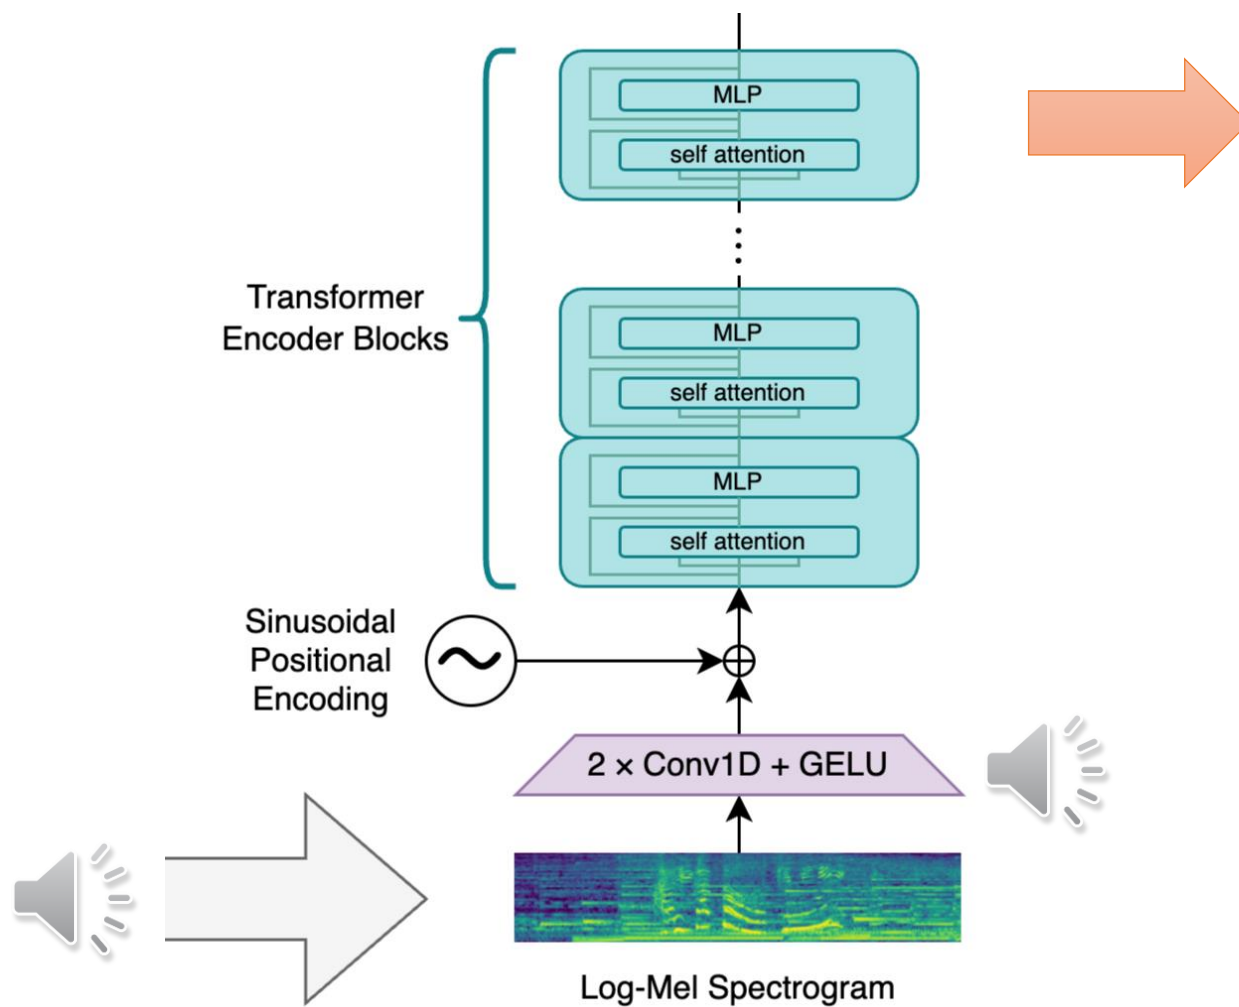 MLP
self attention
Transformer
Encoder Blocks
MLP
self attention
MLP
self attention
Sinusoidal
Positional
Encoding
2 × Conv1D + GELU
Log-Mel Spectrogram